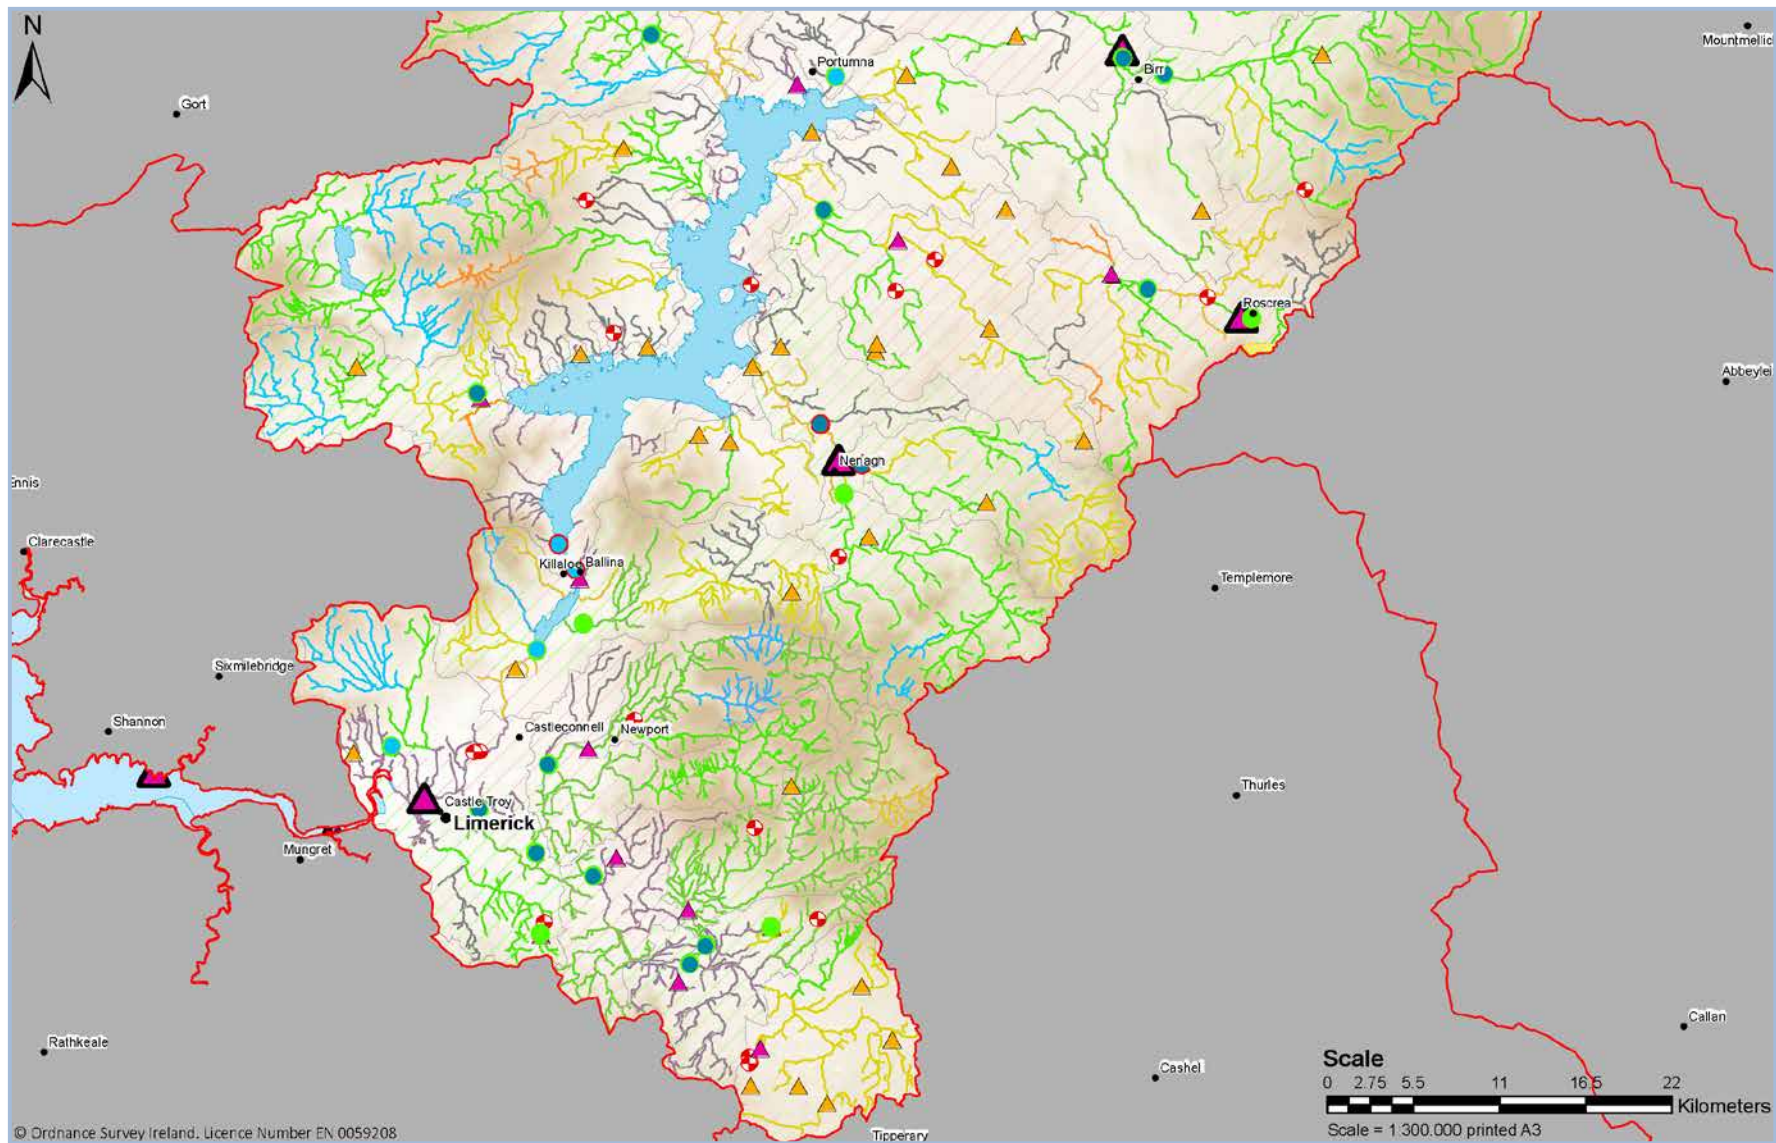 N
Mountmellic
Portumna
Birr
Gort
Roscrea
Abbeylei
Nenagh
Ennis
Clarecastle
Killaloe
Ballina
Templemore
Sixmilebridge
Shannon
Castleconnell
Newport
Castle Troy
Limerick
Thurles
Mungret
Callan
Rathkeale
Cashel
Scale
0 2.75 5.5 11 16.5 22
Kilometers
Scale = 1:300.000 printed A3
© Ordnance Survey Ireland. Licence Number EN 0059208
Tipperary